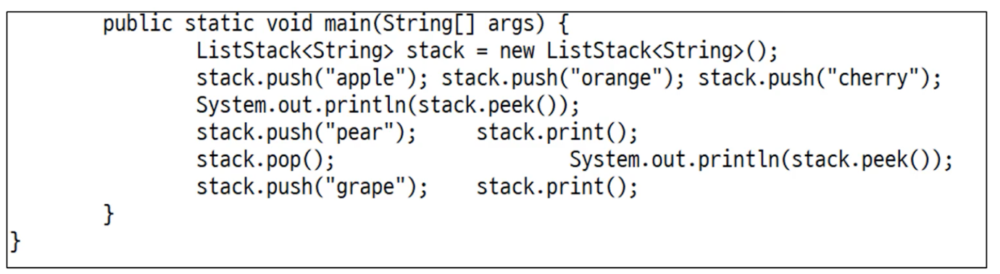 public static void main(String[] args) {
ListStack<String> stack = new ListStack<String>();
stack.push("apple"); stack.push("orange"); stack.push("cherry");
System.out.println(stack.peek());
stack.push("pear"); stack.print();
stack.pop(); System.out.println(stack.peek());
stack.push("grape"); stack.print();
}
}